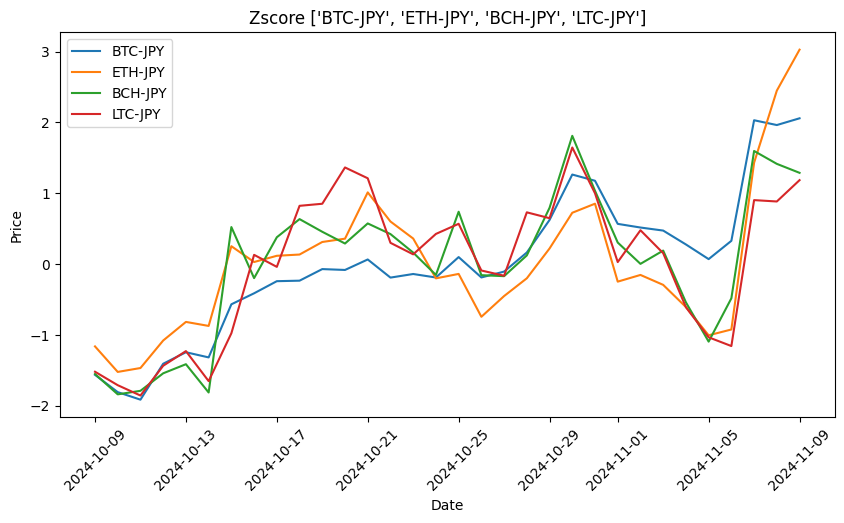 Zscore ['BTC-JPY', 'ETH-JPY', 'BCH-JPY', 'LTC-JPY']
BTC-JPY
ETH-JPY
BCH-JPY
LTC-JPY
Price
3
2
1
0
−1
−2
2024-10-09
2024-10-13
2024-10-17
2024-10-21
2024-10-25
2024-10-29
2024-11-01
2024-11-05
2024-11-09
Date